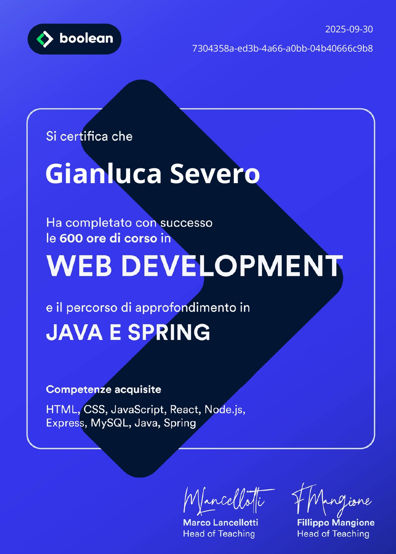 boolean
2025-09-30
7304358a-ed3b-4a66-a0bb-04b40666c9b8
Si certifica che
Gianluca Severo
Ha completato con successo
le 600 ore di corso in
WEB DEVELOPMENT
e il percorso di approfondimento in
JAVA E SPRING
Competenze acquisite
HTML, CSS, JavaScript, React, Node.js,
Express, MySQL, Java, Spring
MLancellotti
FMangione
Marco Lancellotti
Fillippo Mangione
Head of Teaching
Head of Teaching